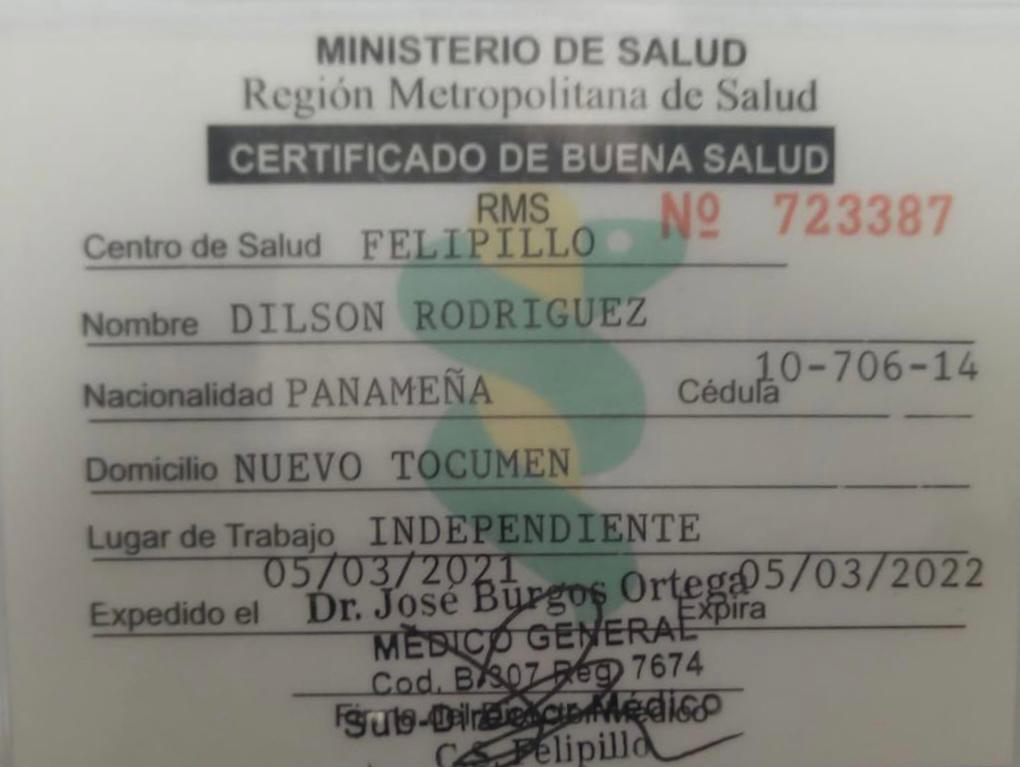 MINISTERIO DE SALUD
Región Metropolitana de Salud
CERTIFICADO DE BUENA SALUD
RMS
Nº 723387
Centro de Salud FELIPILLO
Nombre DILSON RODRIGUEZ
Nacionalidad PANAMEÑA Cédula 10-706-14
Domicilio NUEVO TOCUMEN
Lugar de Trabajo INDEPENDIENTE
05/03/2021 05/03/2022
Expedido el Dr. José Burgos Ortega Expira
MÉDICO GENERAL
Cod. B/307 Reg. 7674
Sub-Director Médico
C.S. Felipillo